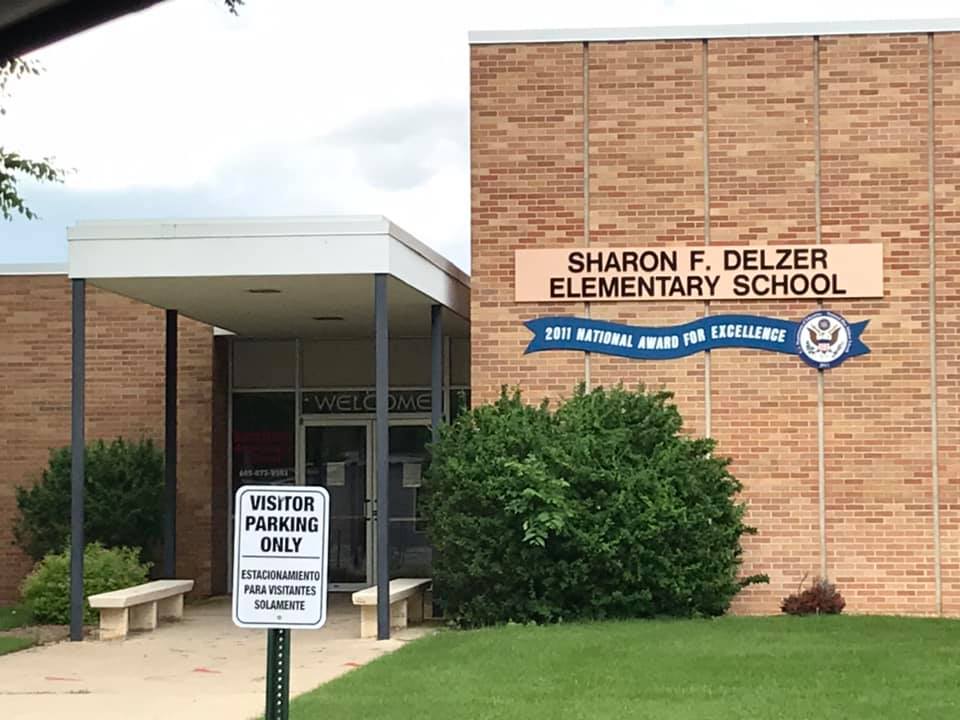 SHARON F. DELZER
ELEMENTARY SCHOOL
2011 NATIONAL AWARD FOR EXCELLENCE
WELCOME
VISITOR
PARKING
ONLY
ESTACIONAMIENTO
PARA VISITANTES
SOLAMENTE